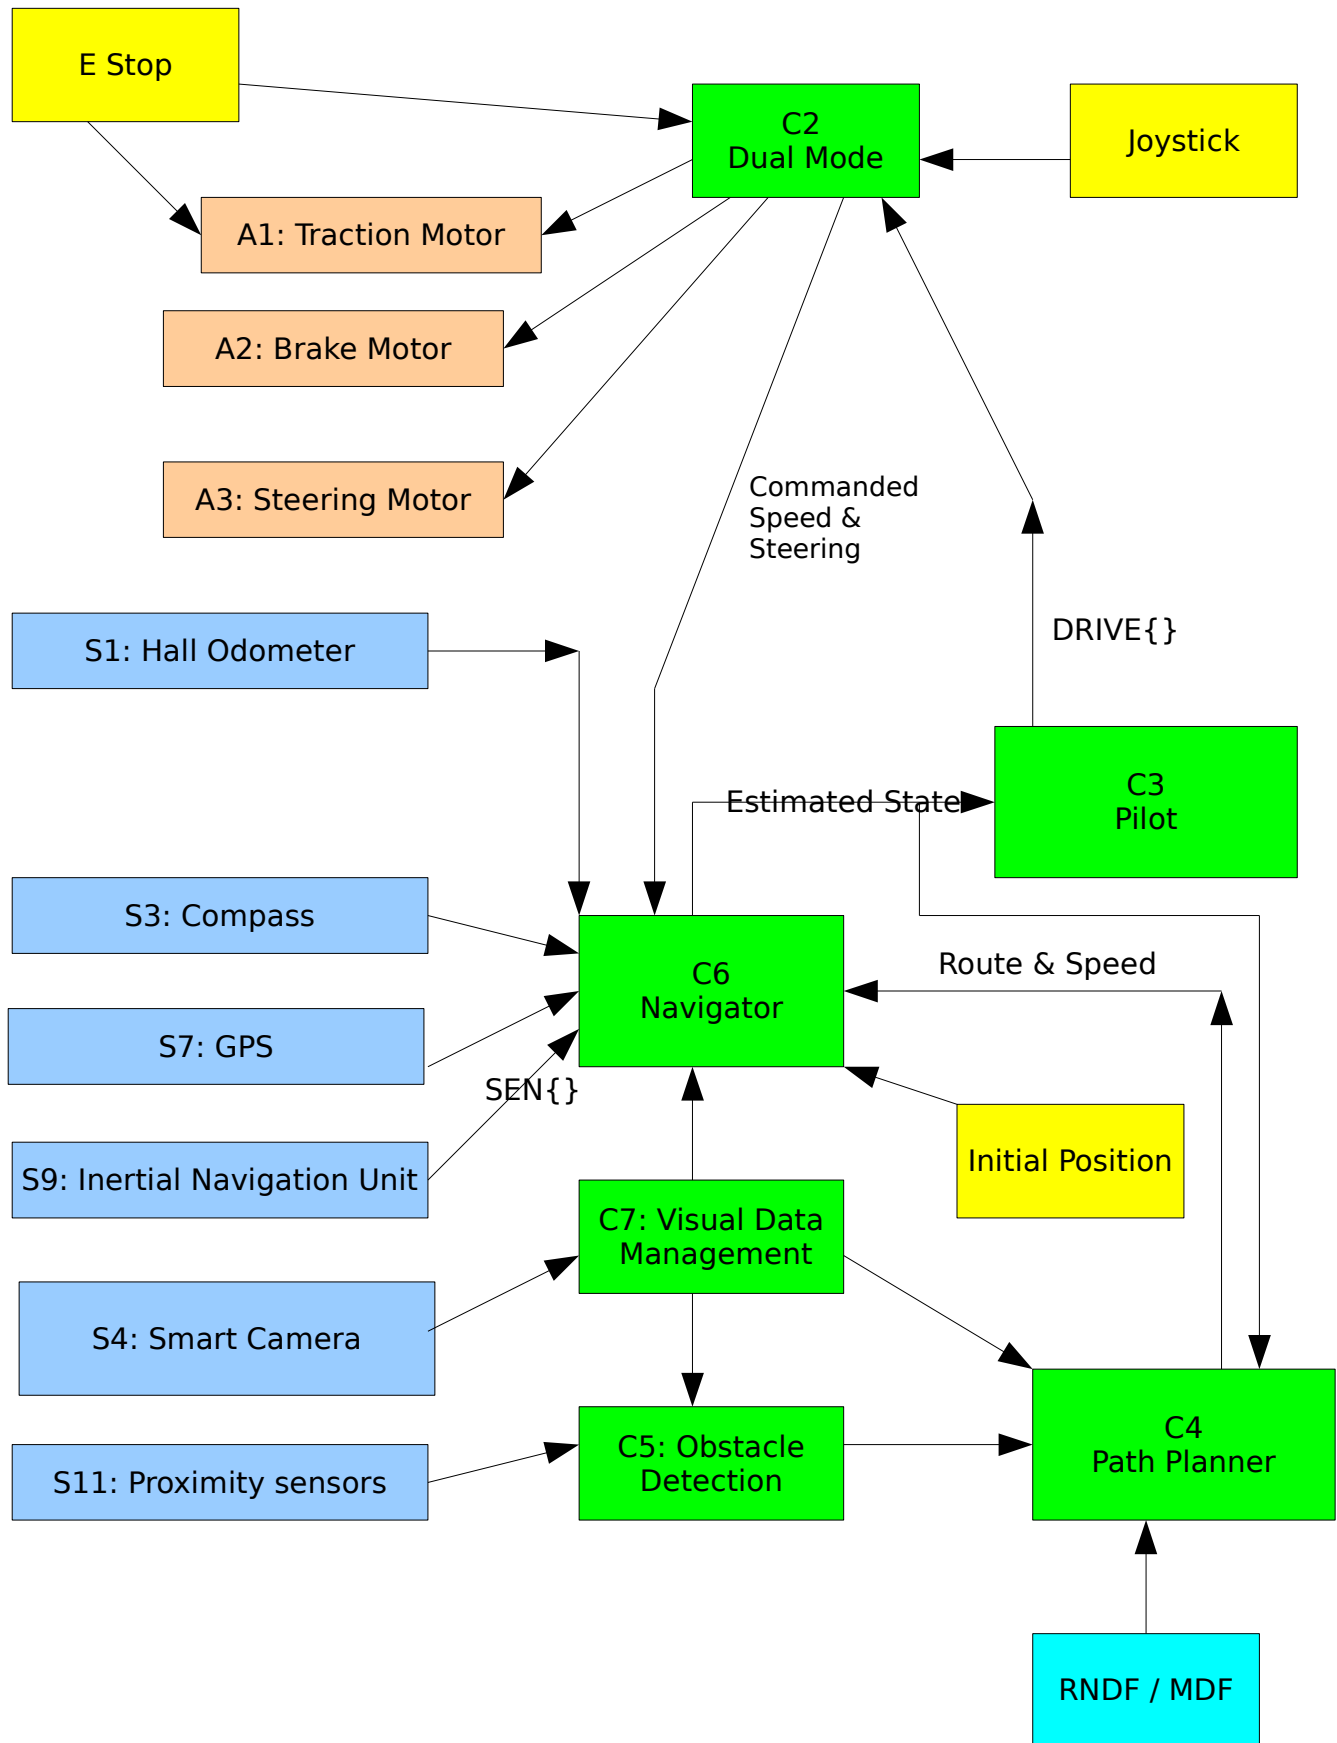 E Stop
C2
Dual Mode
Joystick
A1: Traction Motor
A2: Brake Motor
A3: Steering Motor
Commanded
Speed &
Steering
S1: Hall Odometer
DRIVE{}
C3
Pilot
Estimated State
S3: Compass
C6
Navigator
Route & Speed
S7: GPS
SEN{}
S9: Inertial Navigation Unit
Initial Position
C7: Visual Data
Management
S4: Smart Camera
C4
Path Planner
C5: Obstacle
Detection
S11: Proximity sensors
RNDF / MDF